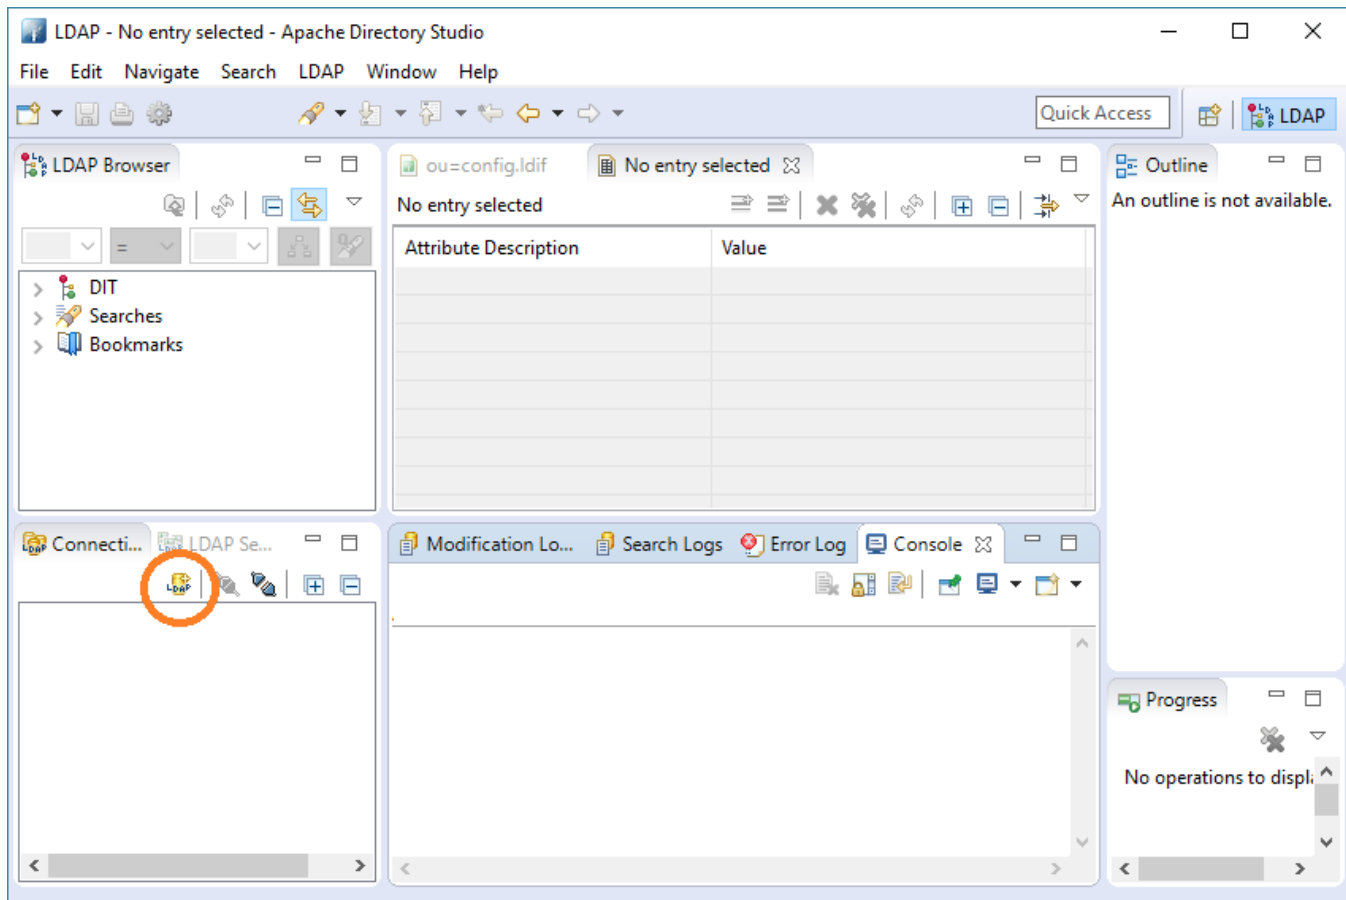 LDAP - No entry selected - Apache Directory Studio
File Edit Navigate Search LDAP Window Help
Quick Access
LDAP
LDAP Browser
ou=config.ldif
No entry selected
Outline
No entry selected
An outline is not available.
=
Attribute Description
Value
DIT
Searches
Bookmarks
Connecti...
LDAP Se...
Modification Lo...
Search Logs
Error Log
Console
LDAP
Progress
No operations to displ